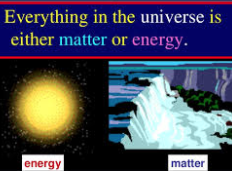 Everything in the universe is
either matter or energy.
energy
matter